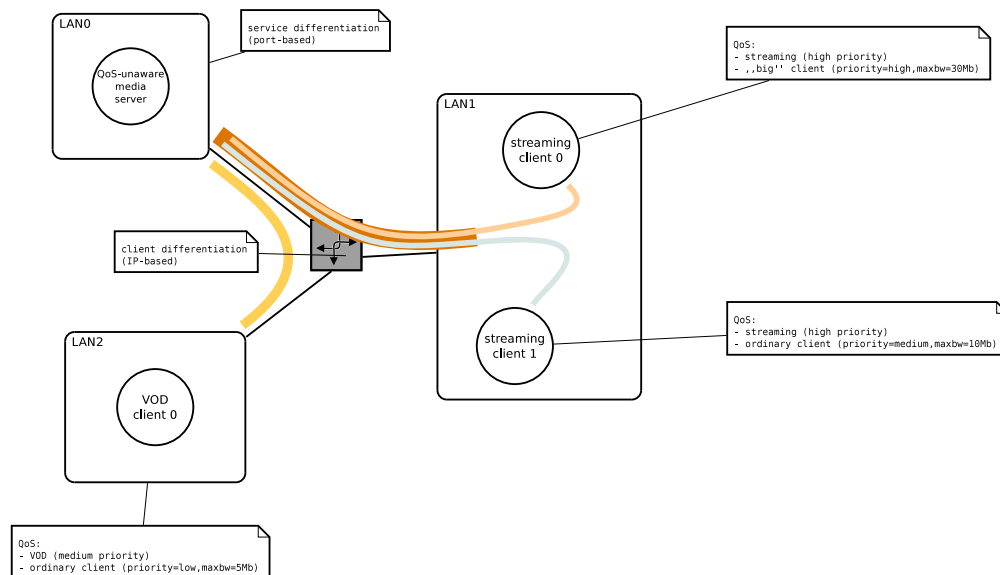 LAN0
QoS-unaware
media
server
service differentiation
(port-based)
QoS:
- streaming (high priority)
- ,,big'' client (priority=high,maxbw=30Mb)
LAN1
streaming
client 0
client differentiation
(IP-based)
streaming
client 1
QoS:
- streaming (high priority)
- ordinary client (priority=medium,maxbw=10Mb)
LAN2
VOD
client 0
QoS:
- VOD (medium priority)
- ordinary client (priority=low,maxbw=5Mb)